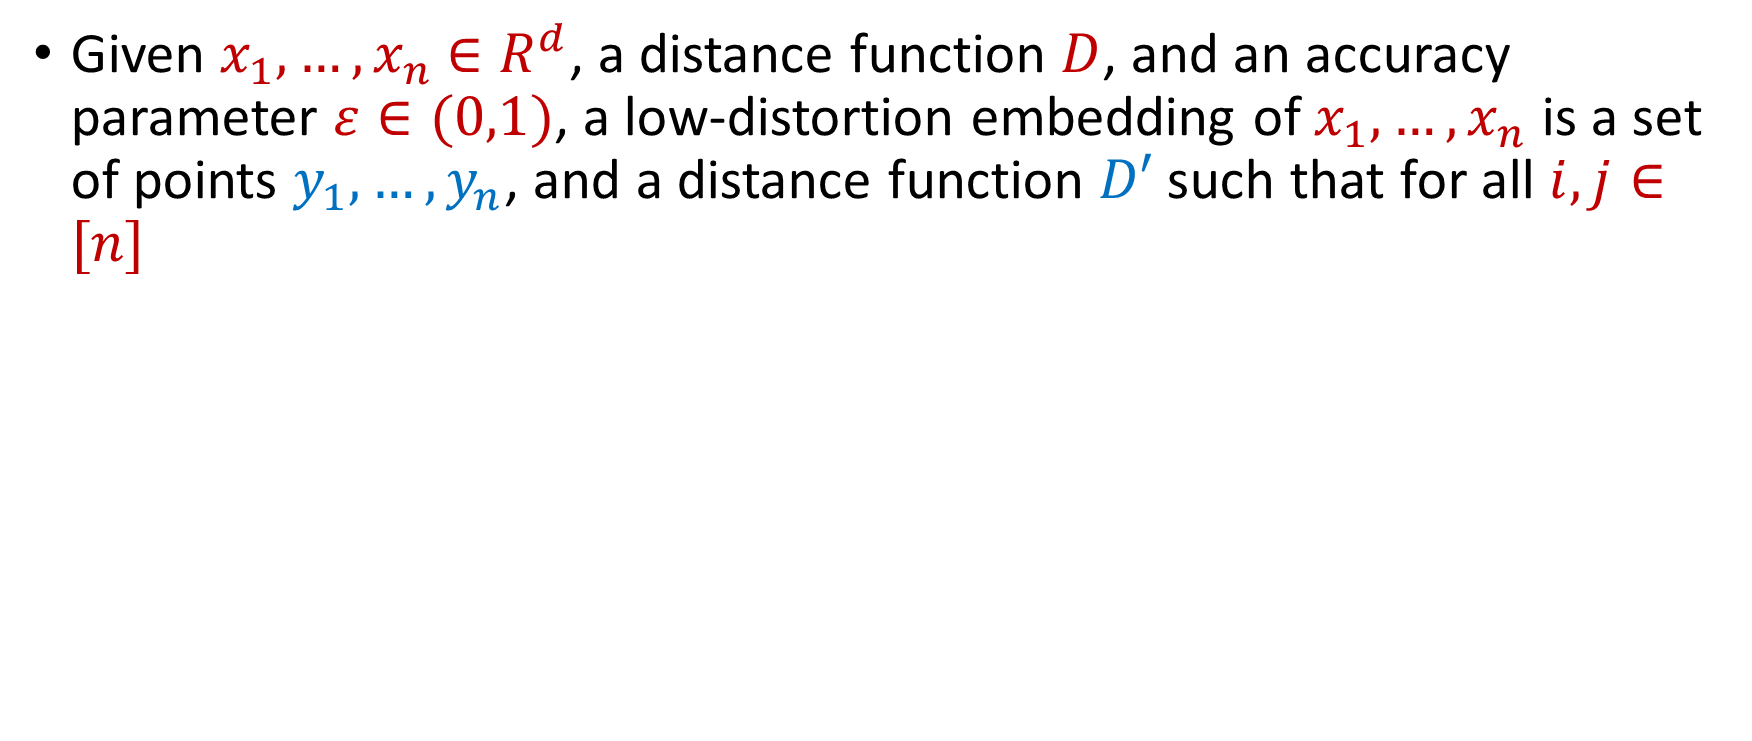 • Given x₁, … , xₙ ∈ R^d, a distance function D, and an accuracy
parameter ε ∈ (0,1), a low-distortion embedding of x₁, … , xₙ is a set
of points y₁, … , yₙ, and a distance function D′ such that for all i, j ∈
[n]